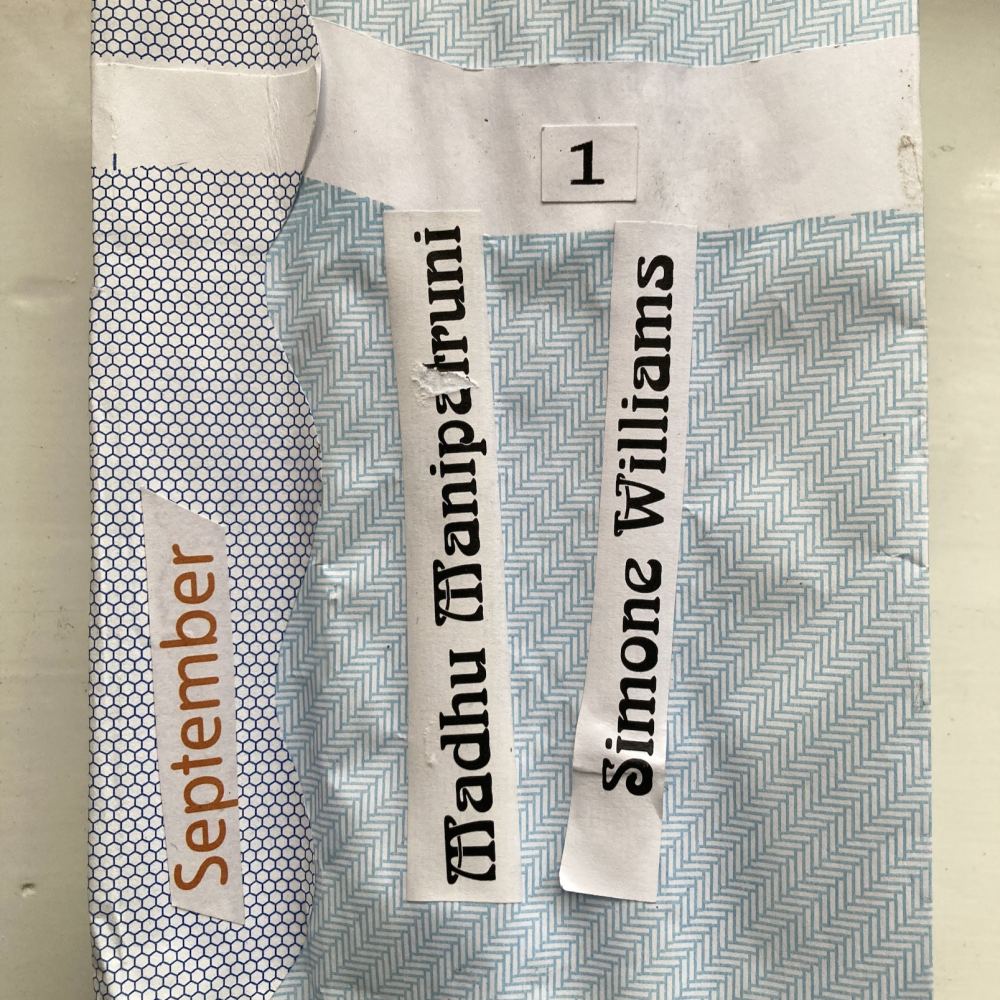 1
September
Madhu Manipatruni
Simone Williams